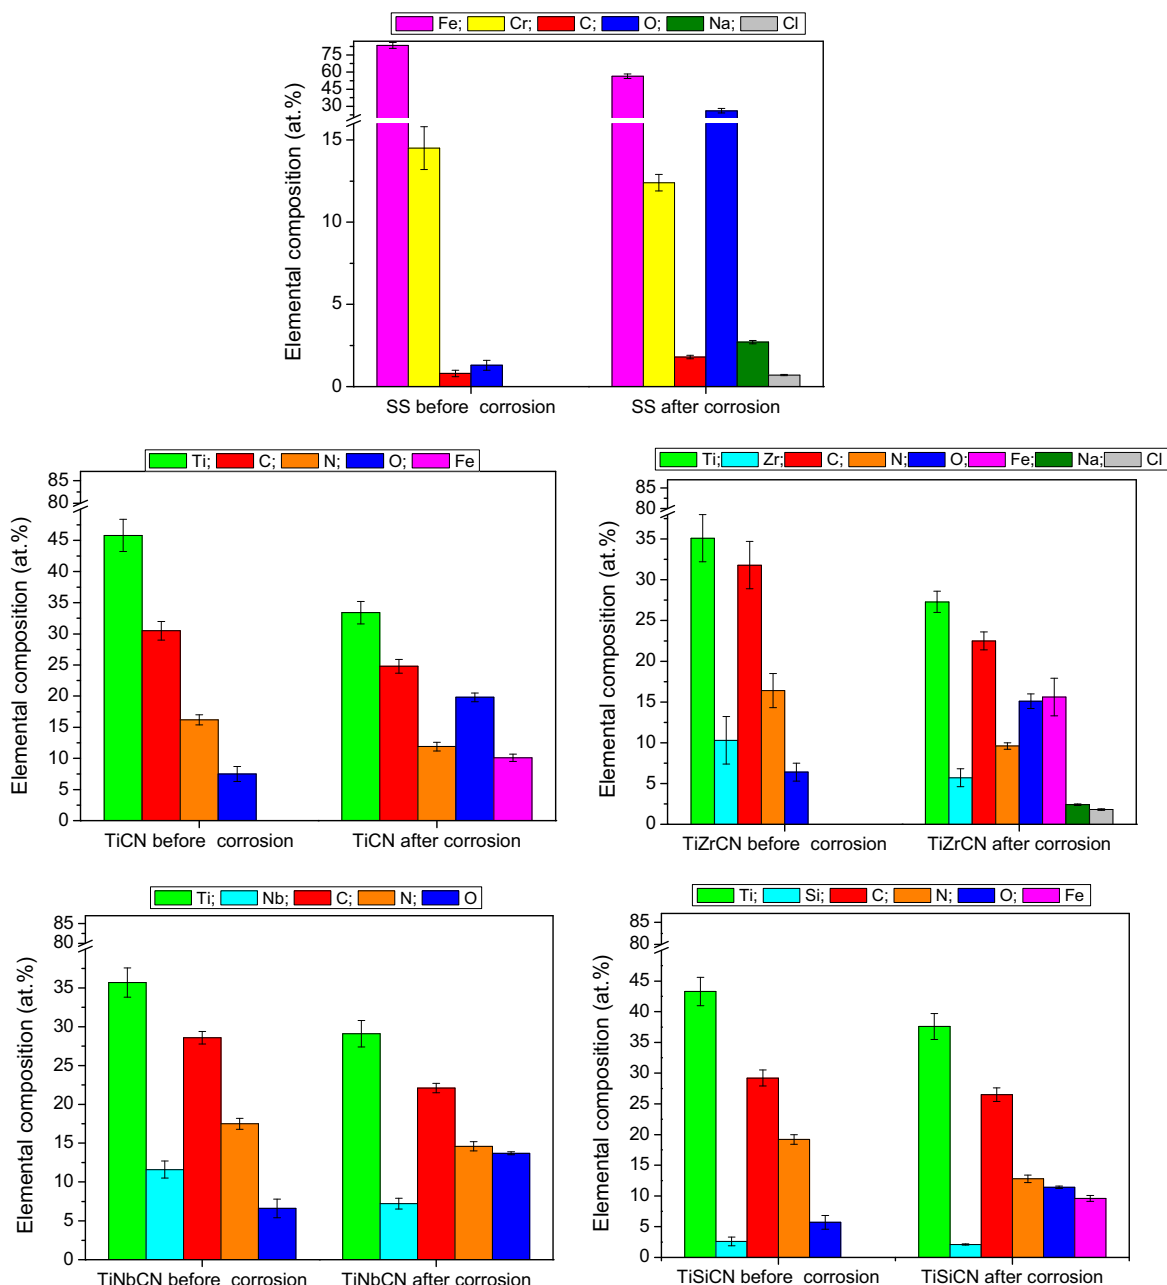 Fe; Cr; C; O; Na; Cl
Elemental composition (at.%)
75
60
45
30
15
10
5
0
SS before corrosion
SS after corrosion
Ti; C; N; O; Fe
Elemental composition (at.%)
85
80
45
40
35
30
25
20
15
10
5
0
TiCN before corrosion
TiCN after corrosion
Ti; Zr; C; N; O; Fe; Na; Cl
Elemental composition (at.%)
85
80
35
30
25
20
15
10
5
0
TiZrCN before corrosion
TiZrCN after corrosion
Ti; Nb; C; N; O
Elemental composition (at.%)
85
80
35
30
25
20
15
10
5
0
TiNbCN before corrosion
TiNbCN after corrosion
Ti; Si; C; N; O; Fe
Elemental composition (at.%)
85
80
45
40
35
30
25
20
15
10
5
0
TiSiCN before corrosion
TiSiCN after corrosion